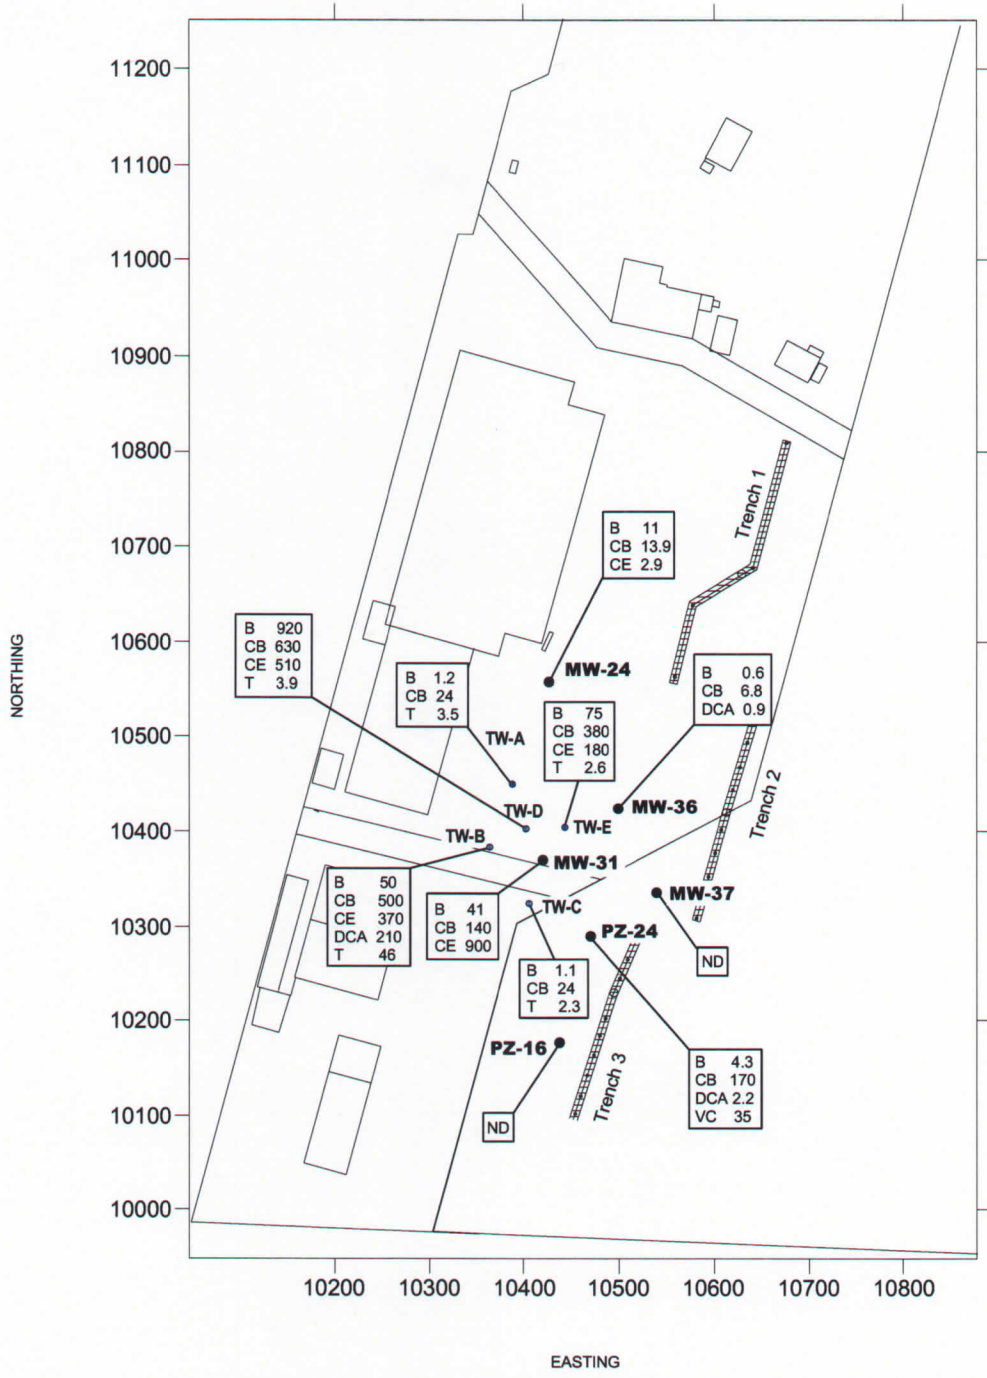 11200
11100
11000
10900
10800
Trench 1
10700
B 11
CB 13.9
CE 2.9
NORTHING
10600
B 920
CB 630
CE 510
T 3.9
MW-24
B 1.2
CB 24
T 3.5
B 0.6
CB 6.8
DCA 0.9
B 75
CB 380
CE 180
T 2.6
10500
TW-A
Trench 2
TW-D
MW-36
10400
TW-B
TW-E
MW-31
B 50
CB 500
CE 370
DCA 210
T 46
B 41
CB 140
CE 900
TW-C
MW-37
10300
PZ-24
ND
B 1.1
CB 24
T 2.3
10200
PZ-16
B 4.3
CB 170
DCA 2.2
VC 35
Trench 3
10100
ND
10000
10200 10300 10400 10500 10600 10700 10800
EASTING